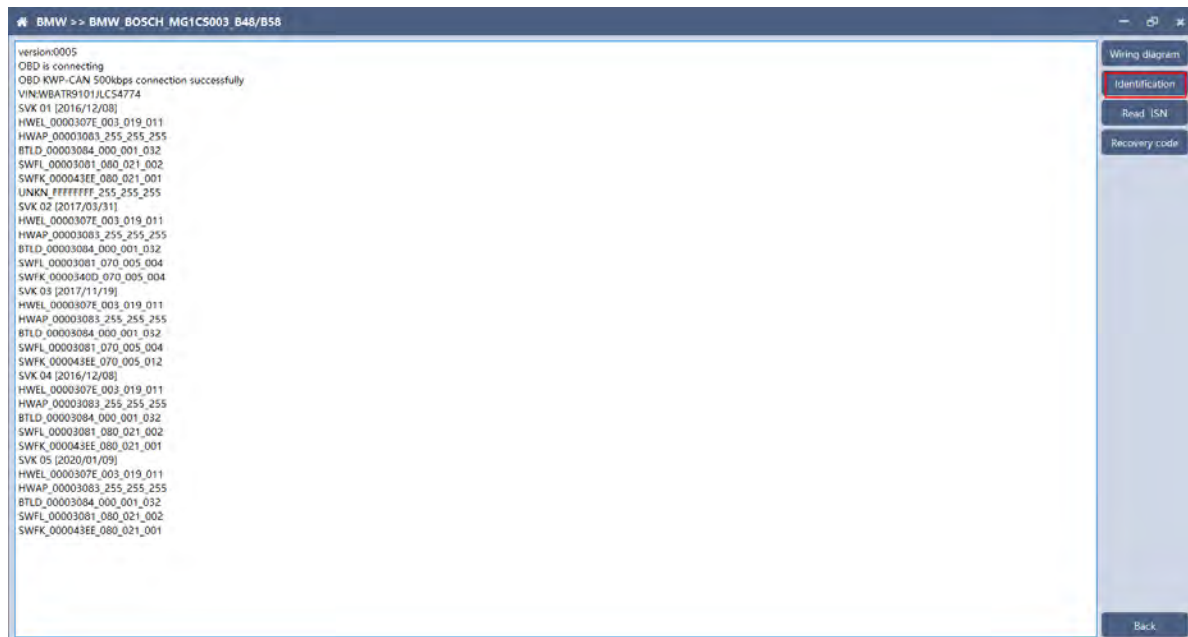 BMW >> BMW_BOSCH_MG1CS003_B48/B58
version:0005
OBD is connecting
OBD KWP-CAN 500kbps connection successfully
VIN:WBATR9101JLC54774
SVK 01 [2016/12/08]
HWEL_0000307E_003_019_011
HWAP_00003083_255_255_255
BTLD_00003084_000_001_032
SWFL_00003081_080_021_002
SWFK_000043EE_080_021_001
UNKN_FFFFFFFF_255_255_255
SVK 02 [2017/03/31]
HWEL_0000307E_003_019_011
HWAP_00003083_255_255_255
BTLD_00003084_000_001_032
SWFL_00003081_070_005_004
SWFK_0000340D_070_005_004
SVK 03 [2017/11/19]
HWEL_0000307E_003_019_011
HWAP_00003083_255_255_255
BTLD_00003084_000_001_032
SWFL_00003081_070_005_004
SWFK_000043EE_070_005_012
SVK 04 [2016/12/08]
HWEL_0000307E_003_019_011
HWAP_00003083_255_255_255
BTLD_00003084_000_001_032
SWFL_00003081_080_021_002
SWFK_000043EE_080_021_001
SVK 05 [2020/01/09]
HWEL_0000307E_003_019_011
HWAP_00003083_255_255_255
BTLD_00003084_000_001_032
SWFL_00003081_080_021_002
SWFK_000043EE_080_021_001
Wiring diagram
Identification
Read ISN
Recovery code
Back